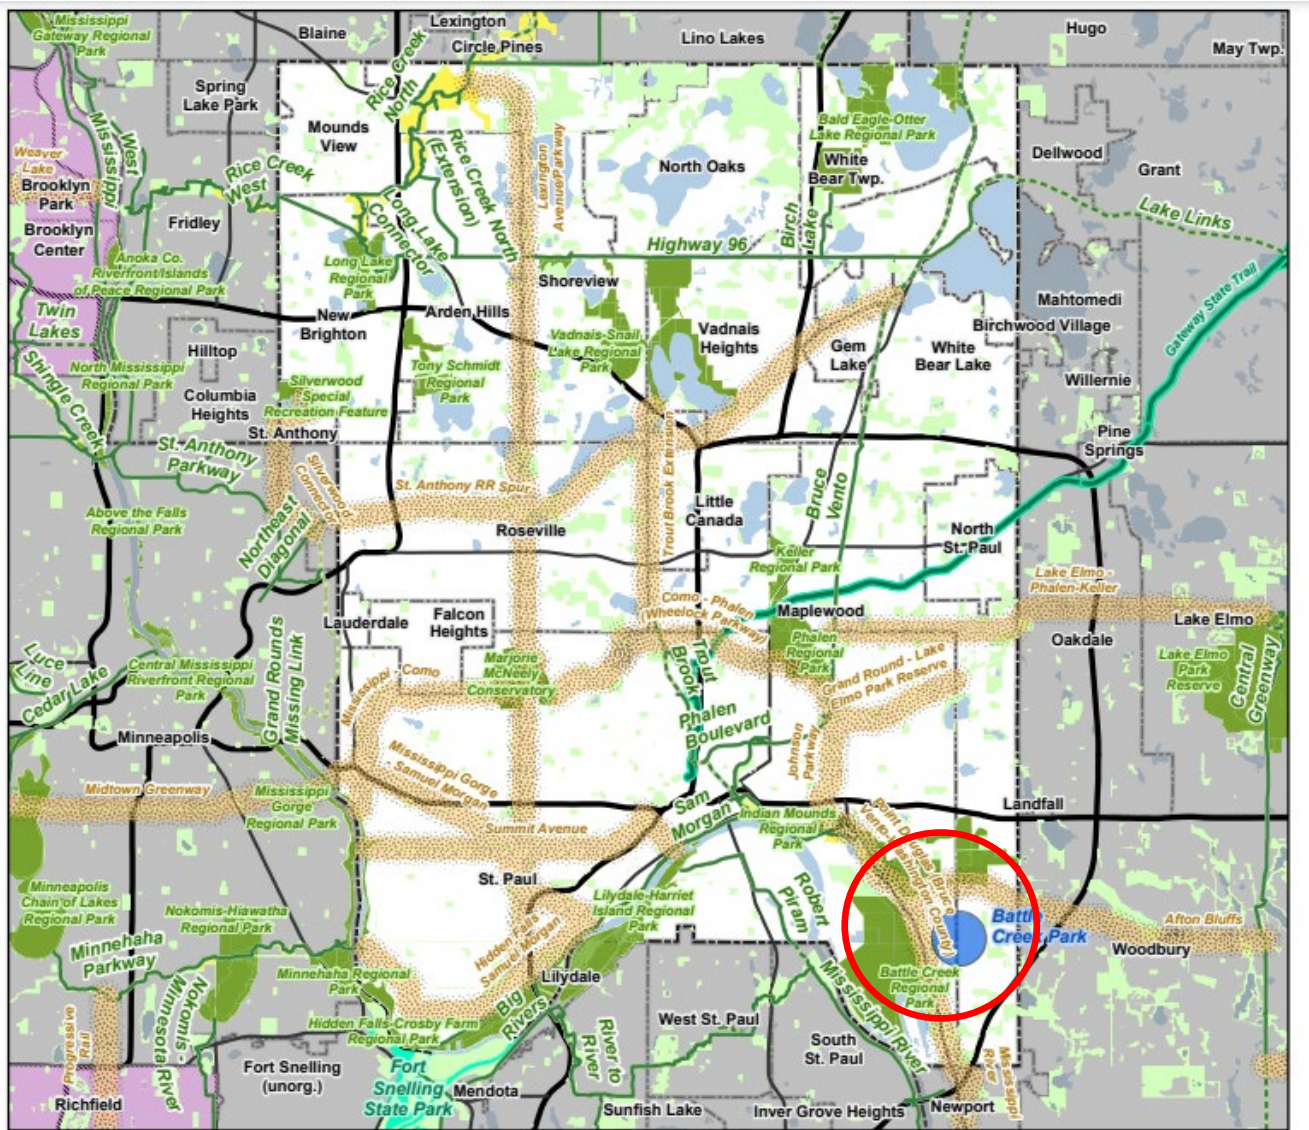 Mississippi
Gateway Regional
Park
Blaine
Lexington
Circle Pines
Lino Lakes
Hugo
May Twp.
Spring
Lake Park
Rice Creek
North
Mounds
View
Mississippi
West
Rice Creek
West
Rice Creek North
(Extension)
Lexington
Avenue/Parkway
North Oaks
Bald Eagle-Otter
Lake Regional Park
White
Bear Twp.
Dellwood
Grant
Weaver
Lake
Brooklyn
Park
Brooklyn
Center
Fridley
Long Lake
Connector
Birch
Lake
Highway 96
Lake Links
Anoka Co.
Riverfront/Islands
of Peace Regional Park
Long Lake
Regional
Park
Shoreview
Gateway State Trail
Twin
Lakes
New
Brighton
Arden Hills
Vadnais-Snail
Lake Regional
Park
Vadnais
Heights
Mahtomedi
Birchwood Village
Gem
Lake
White
Bear Lake
Hilltop
Shingle Creek
North Mississippi
Regional Park
Tony Schmidt
Regional
Park
Silverwood
Special
Recreation Feature
Columbia
Heights
St. Anthony
Willernie
Pine
Springs
St. Anthony
Parkway
Silverwood
Connector
St. Anthony RR Spur
Trout Brook Extension
Bruce
Vento
Little
Canada
Above the Falls
Regional Park
Northeast
Diagonal
Roseville
North
St. Paul
Keller
Regional Park
Lake Elmo -
Phalen-Keller
Como - Phalen
Wheelock Parkway
Maplewood
Lauderdale
Falcon
Heights
Oakdale
Lake Elmo
Luce
Line
Cedar Lake
Central Mississippi
Riverfront Regional
Park
Grand Rounds
Missing Link
Mississippi - Como
Marjorie
McNeely
Conservatory
Trout
Brook
Phalen
Regional
Park
Grand Round - Lake
Elmo Park Reserve
Lake Elmo
Park
Reserve
Central
Greenway
Minneapolis
Phalen
Boulevard
Johnson
Parkway
Mississippi Gorge
- Samuel Morgan
Midtown Greenway
Mississippi
Gorge
Regional Park
Summit Avenue
Sam
Morgan
Indian Mounds
Regional
Park
Landfall
Point Douglas (Bruce
Vento-Washington County)
St. Paul
Minneapolis
Chain of Lakes
Regional Park
Nokomis-Hiawatha
Regional Park
Lilydale-Harriet
Island Regional
Park
Robert
Piram
Battle
Creek Park
Afton Bluffs
Woodbury
Minnehaha
Parkway
Hidden Falls -
Samuel Morgan
Minnehaha Regional
Park
Lilydale
Battle Creek
Regional
Park
Nokomis -
Minnesota River
Big
Rivers
Mississippi River
Hidden Falls-Crosby Farm
Regional Park
West St. Paul
Progressive
Rail
River to
River
South
St. Paul
Fort Snelling
(unorg.)
Fort
Snelling
State Park
Mendota
Mississippi
River
Richfield
Sunfish Lake
Inver Grove Heights
Newport